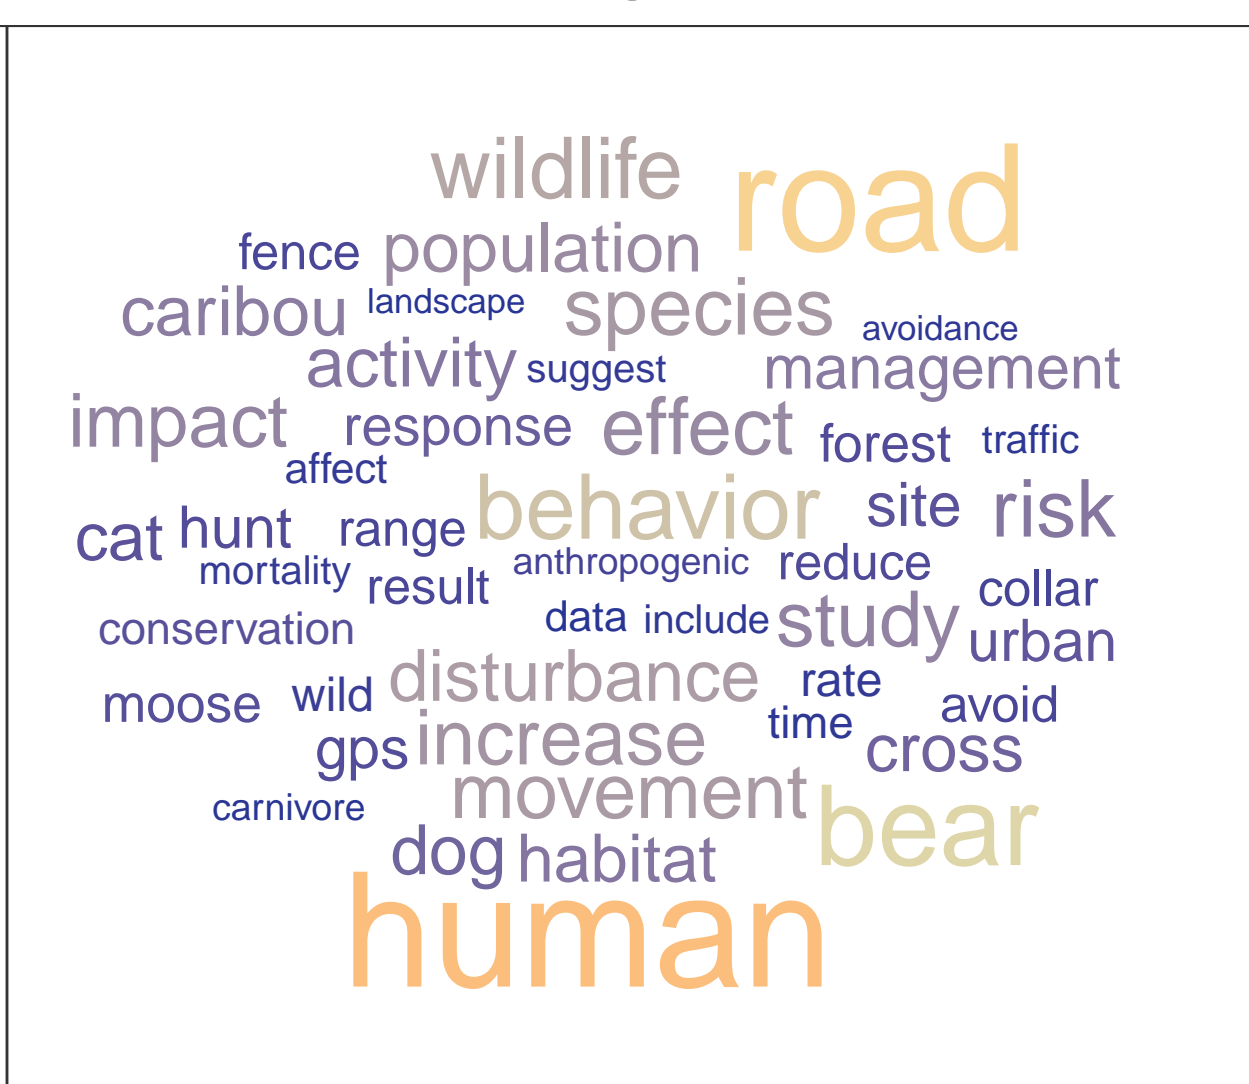 wildlife road
fence population
caribou landscape species avoidance
activity suggest management
impact response effect forest traffic
affect
behavior site risk
cat hunt range
mortality result anthropogenic reduce collar
conservation data include study urban
disturbance rate
moose wild time avoid
gps increase cross
carnivore movement bear
dog habitat
human